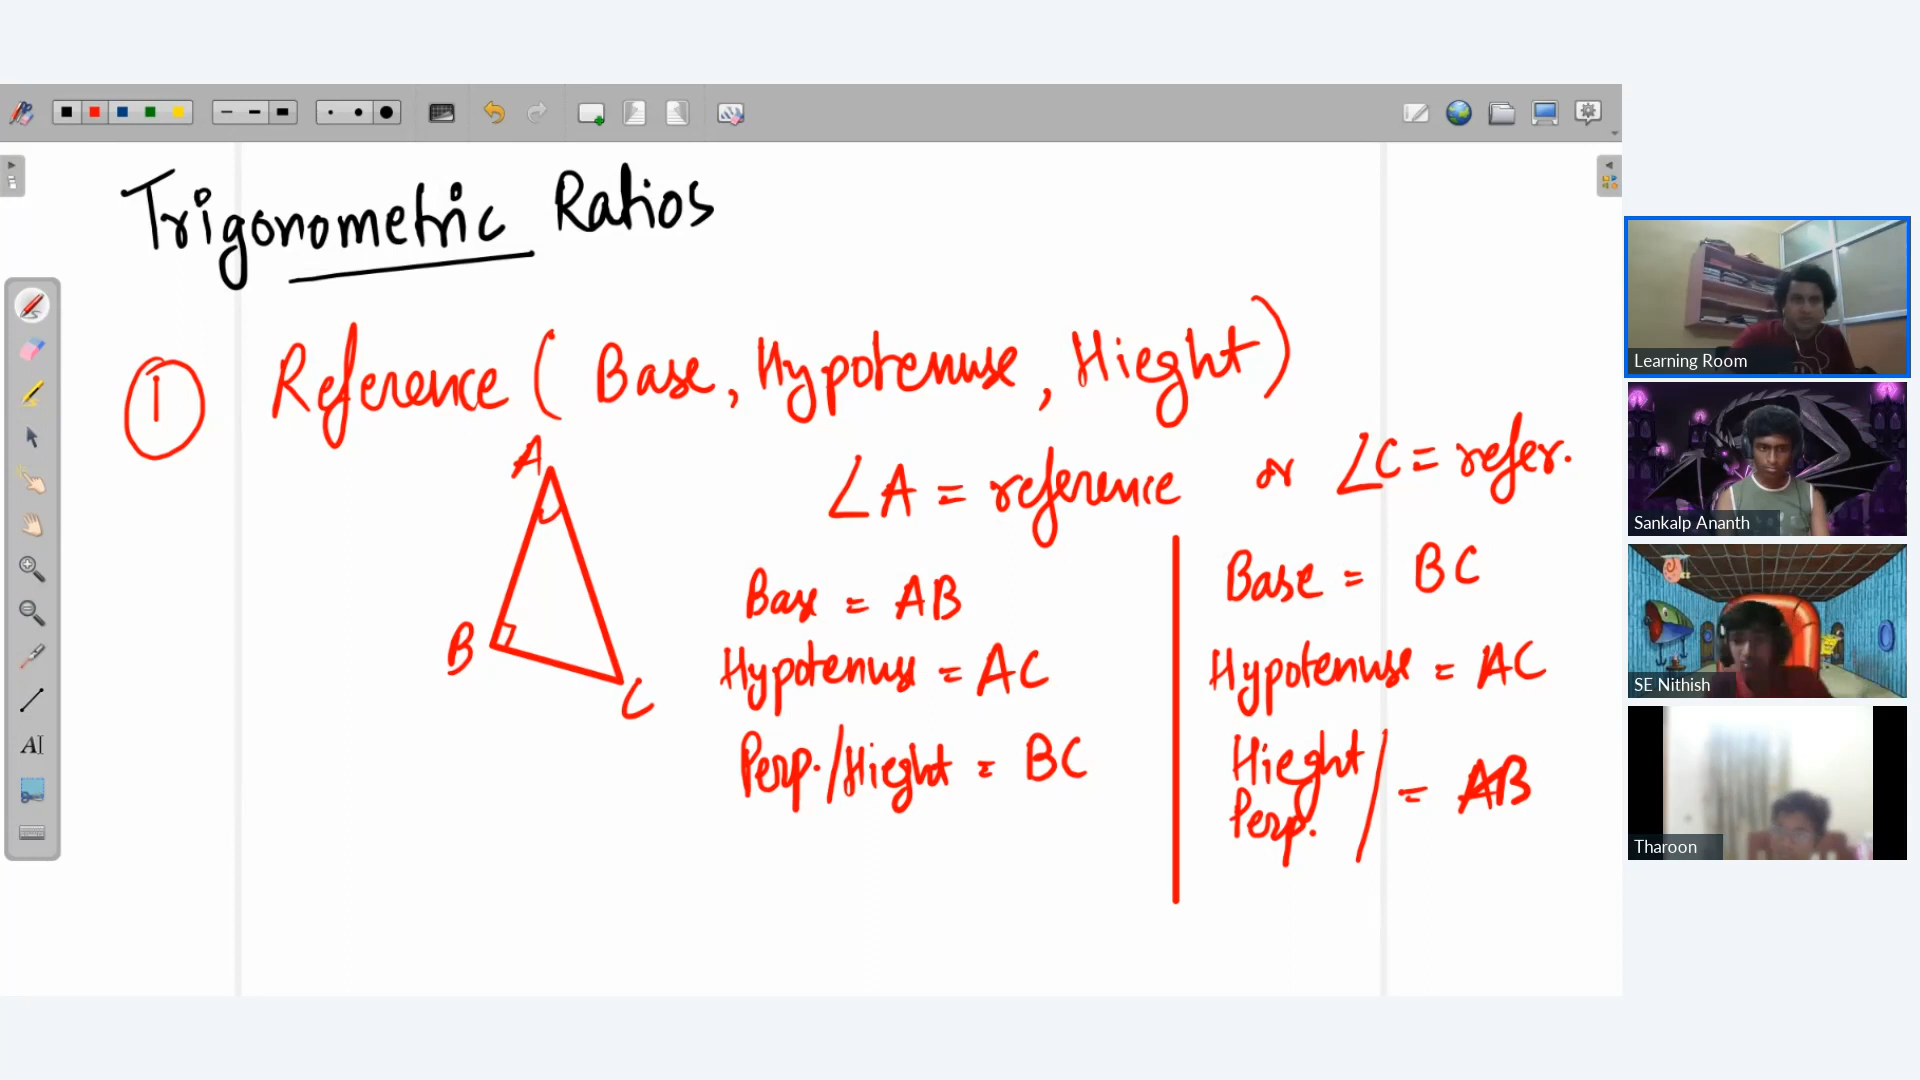 Trigonometric Ratios
1 Reference ( Base, Hypotenuse, Hieght )
A
∠A = reference or ∠C = refer.
Base = AB
Base = BC
B
C
Hypotenuse = AC
Hypotenuse = AC
Perp./Hieght = BC
Hieght / Perp. = AB
AI
Learning Room
Sankalp Ananth
SE Nithish
Tharoon